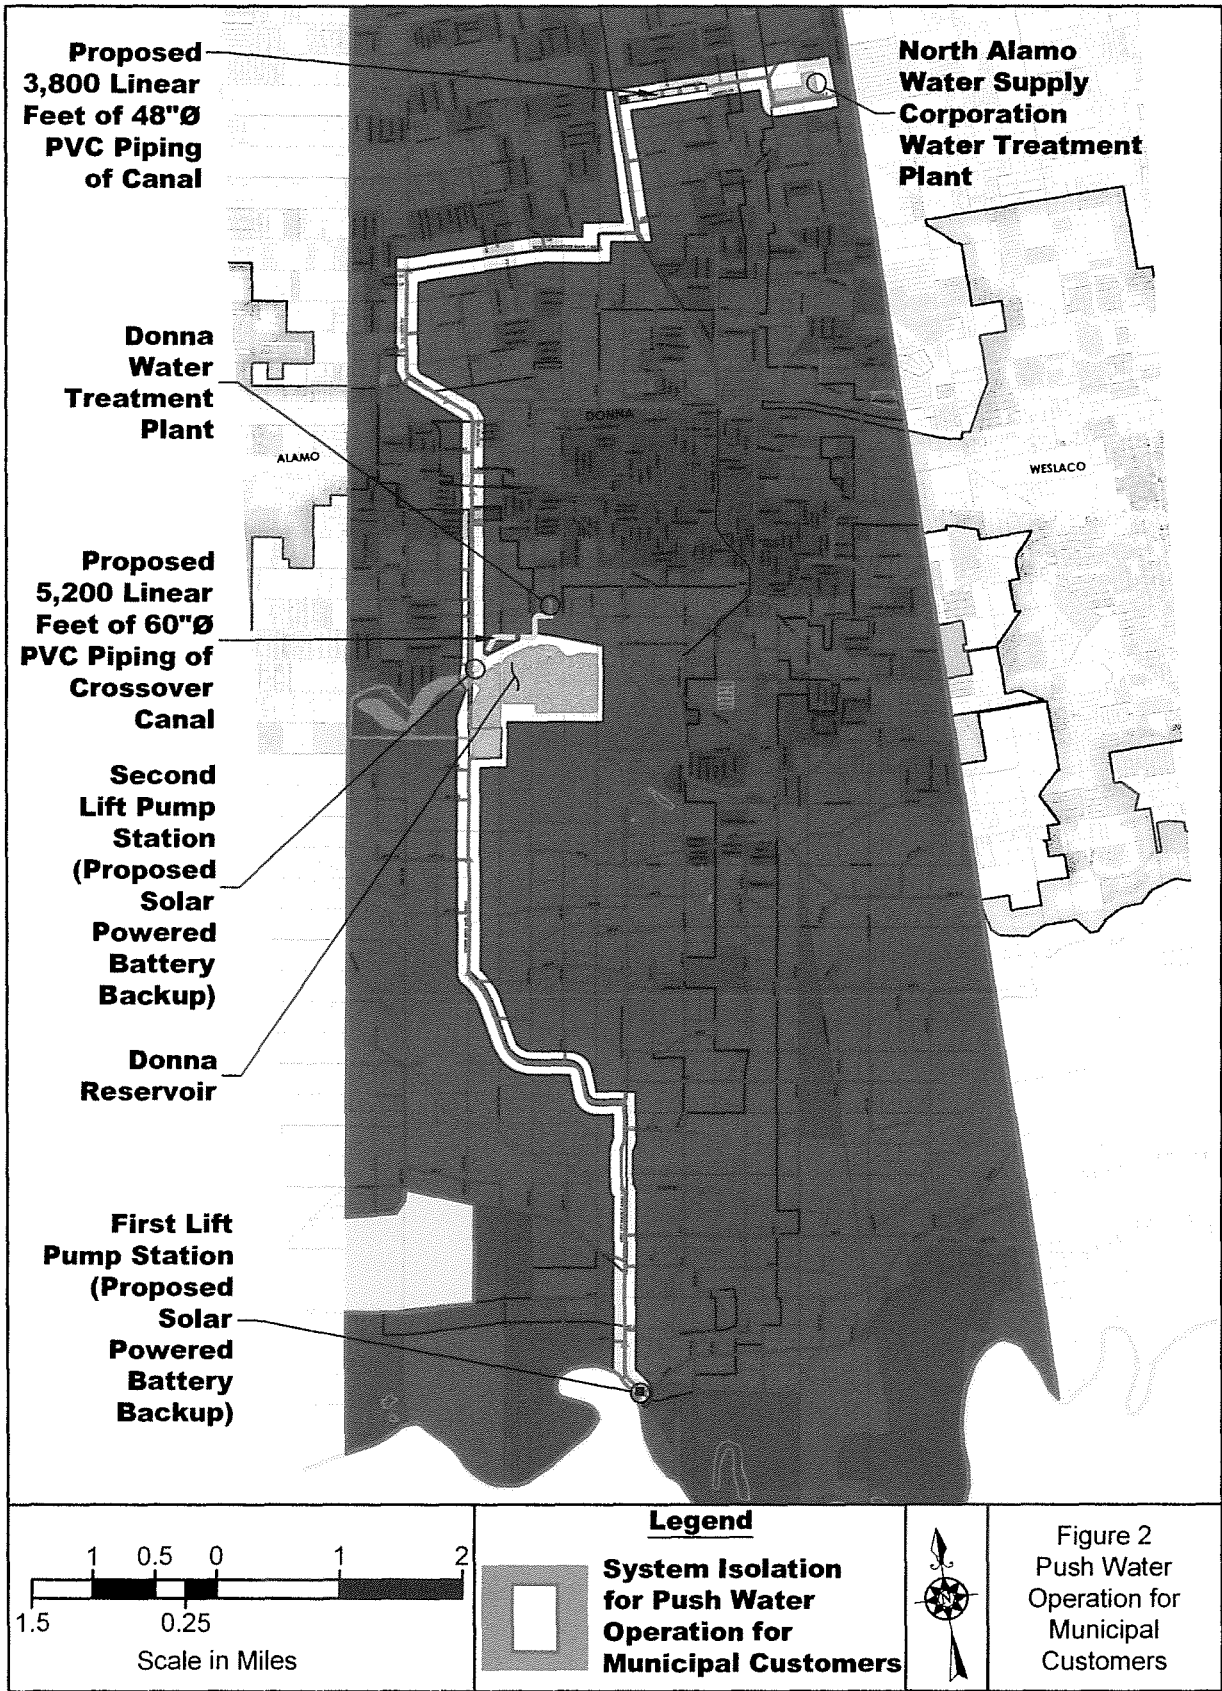 Proposed
3,800 Linear
Feet of 48"Ø
PVC Piping
of Canal
North Alamo
Water Supply
Corporation
Water Treatment
Plant
Donna
Water
Treatment
Plant
DONNA
ALAMO
WESLACO
Proposed
5,200 Linear
Feet of 60"Ø
PVC Piping of
Crossover
Canal
Second
Lift Pump
Station
(Proposed
Solar
Powered
Battery
Backup)
Donna
Reservoir
First Lift
Pump Station
(Proposed
Solar
Powered
Battery
Backup)
1 0.5 0 1 2
1.5 0.25
Scale in Miles
Legend
System Isolation
for Push Water
Operation for
Municipal Customers
N
Figure 2
Push Water
Operation for
Municipal
Customers